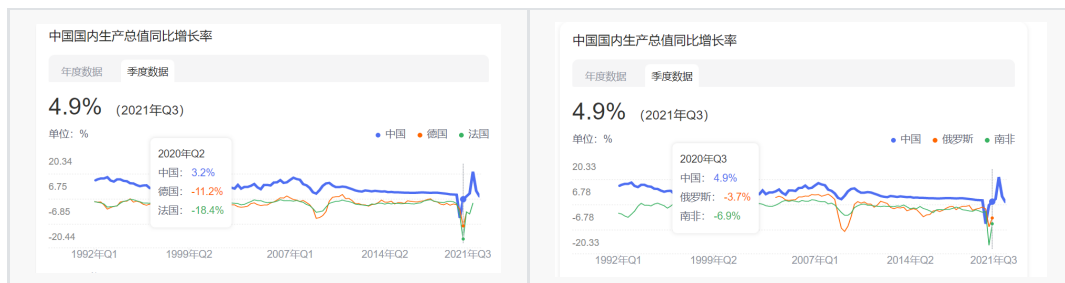 中国国内生产总值同比增长率
年度数据 季度数据
4.9% （2021年Q3）
单位：% 中国 德国 法国
2020年Q2
中国： 3.2%
德国： -11.2%
法国： -18.4%
20.34
6.75
-6.85
-20.44
1992年Q1 1999年Q2 2007年Q1 2014年Q2 2021年Q3
中国国内生产总值同比增长率
年度数据 季度数据
4.9% （2021年Q3）
单位：% 中国 俄罗斯 南非
2020年Q3
中国： 4.9%
俄罗斯： -3.7%
南非： -6.9%
20.33
6.78
-6.78
-20.33
1992年Q1 1999年Q2 2007年Q1 2014年Q2 2021年Q3